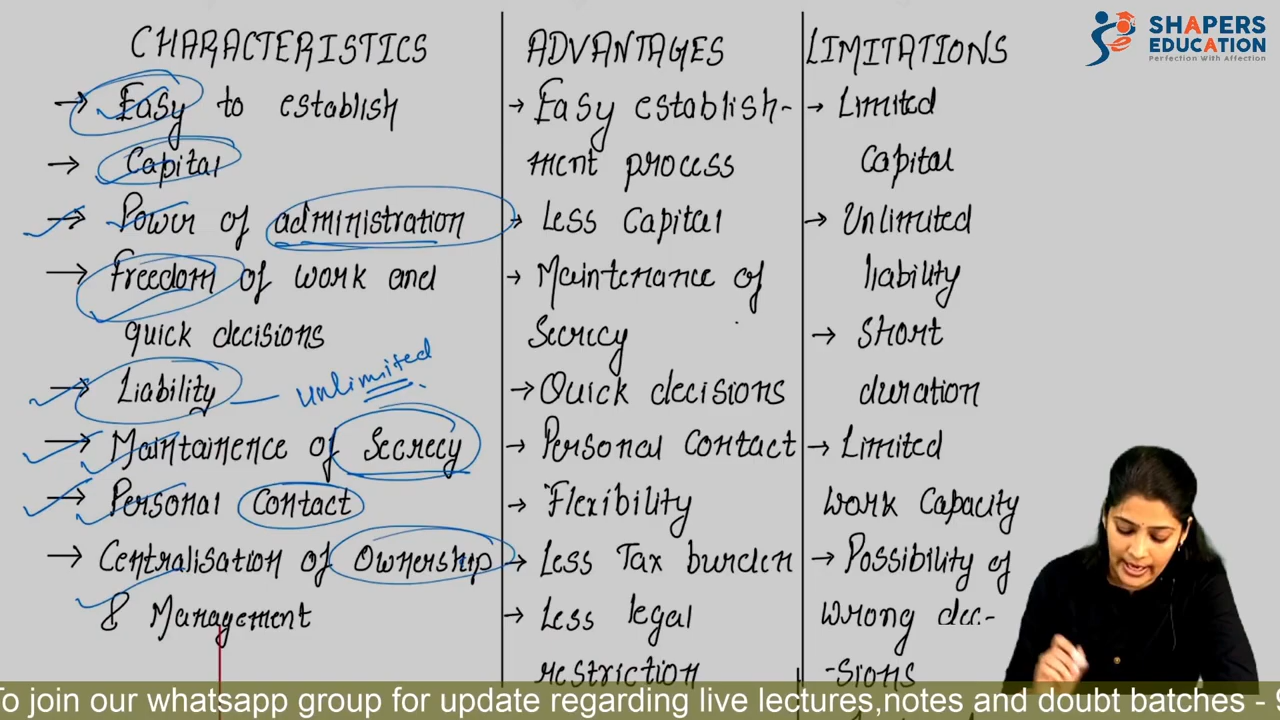 CHARACTERISTICS
→ Easy to establish
→ Capital
→ Power of administration
→ Freedom of work and
quick decisions
→ Liability — Unlimited.
→ Maintainence of Secrecy
→ Personal Contact
→ Centralisation of Ownership
& Management
ADVANTAGES
→ Easy establish-
ment process
→ Less Capital
→ Maintenance of
Secrecy
→ Quick decisions
→ Personal Contact
→ Flexibility
→ Less Tax burden
→ Less legal
restriction
LIMITATIONS
→ Limited
Capital
→ Unlimited
liability
→ Short
duration
→ Limited
Work Capacity
→ Possibility of
wrong deci-
-sions
SHAPERS
EDUCATION
Perfection With Affection
To join our whatsapp group for update regarding live lectures,notes and doubt batches - 9